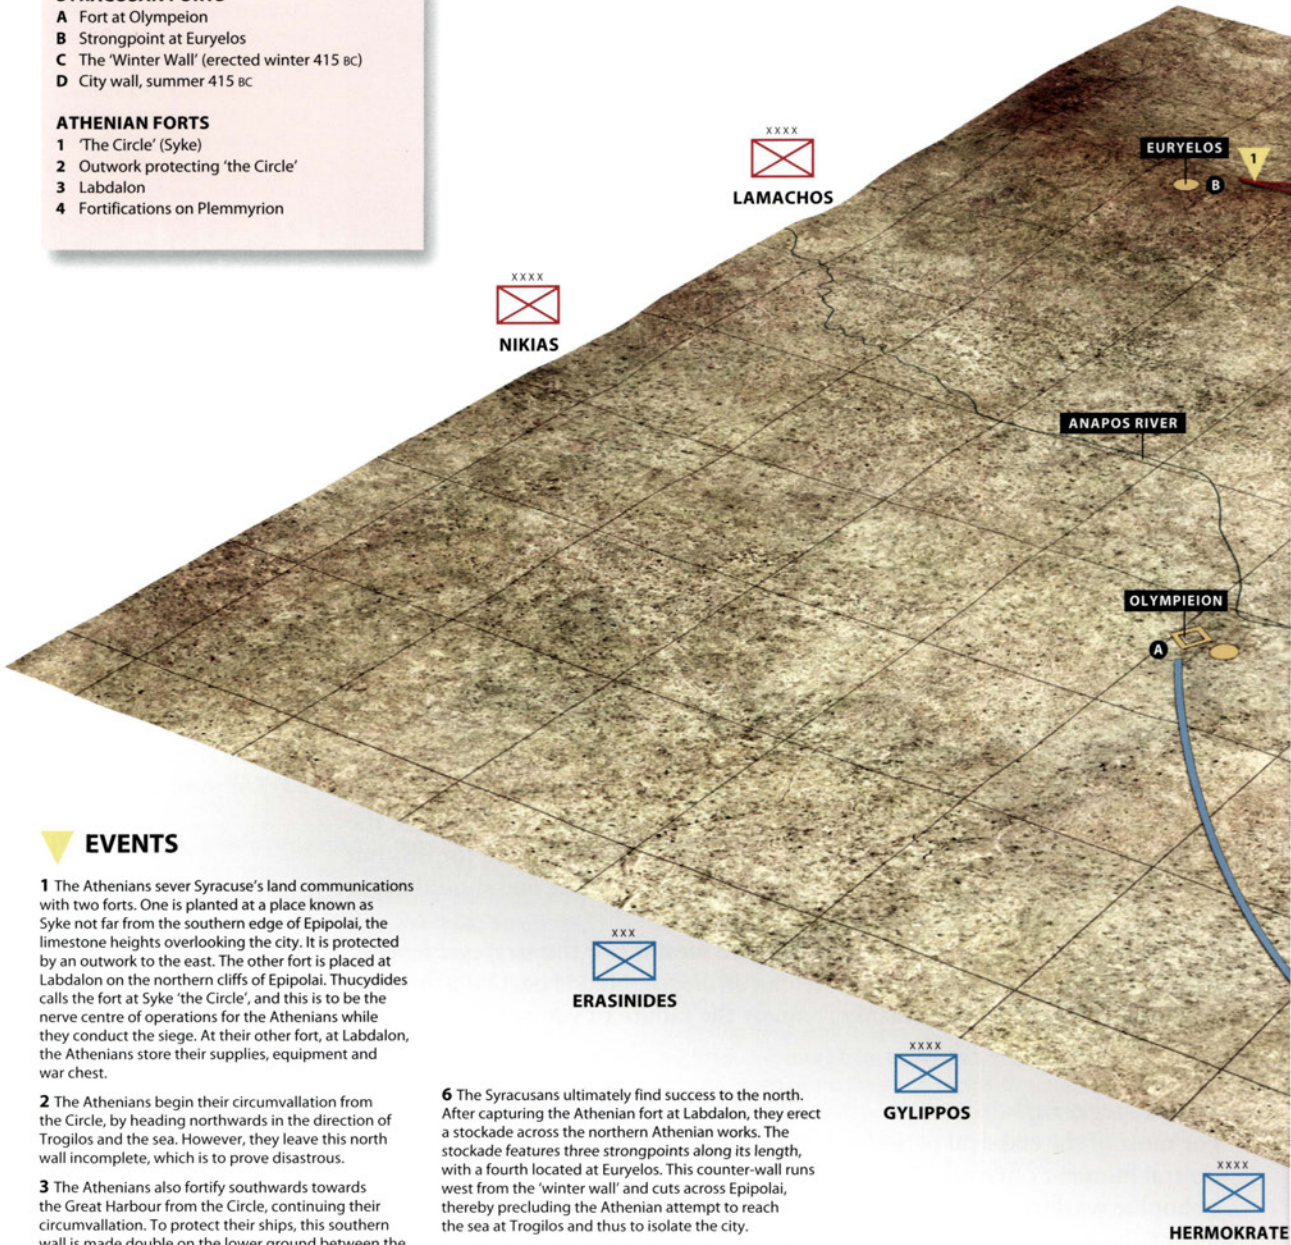 A Fort at Olympeion
B Strongpoint at Euryelos
C The 'Winter Wall' (erected winter 415 BC)
D City wall, summer 415 BC
ATHENIAN FORTS
1 'The Circle' (Syke)
2 Outwork protecting 'the Circle'
3 Labdalon
4 Fortifications on Plemmyrion
XXXX
LAMACHOS
XXXX
NIKIAS
EURYELOS
1
B
ANAPOS RIVER
OLYMPIEION
A
EVENTS
1 The Athenians sever Syracuse's land communications
with two forts. One is planted at a place known as
Syke not far from the southern edge of Epipolai, the
limestone heights overlooking the city. It is protected
by an outwork to the east. The other fort is placed at
Labdalon on the northern cliffs of Epipolai. Thucydides
calls the fort at Syke 'the Circle', and this is to be the
nerve centre of operations for the Athenians while
they conduct the siege. At their other fort, at Labdalon,
the Athenians store their supplies, equipment and
war chest.
2 The Athenians begin their circumvallation from
the Circle, by heading northwards in the direction of
Trogilos and the sea. However, they leave this north
wall incomplete, which is to prove disastrous.
3 The Athenians also fortify southwards towards
the Great Harbour from the Circle, continuing their
circumvallation. To protect their ships, this southern
wall is made double on the lower ground between the
6 The Syracusans ultimately find success to the north.
After capturing the Athenian fort at Labdalon, they erect
a stockade across the northern Athenian works. The
stockade features three strongpoints along its length,
with a fourth located at Euryelos. This counter-wall runs
west from the 'winter wall' and cuts across Epipolai,
thereby precluding the Athenian attempt to reach
the sea at Trogilos and thus to isolate the city.
XXX
ERASINIDES
XXXX
GYLIPPOS
XXXX
HERMOKRATE